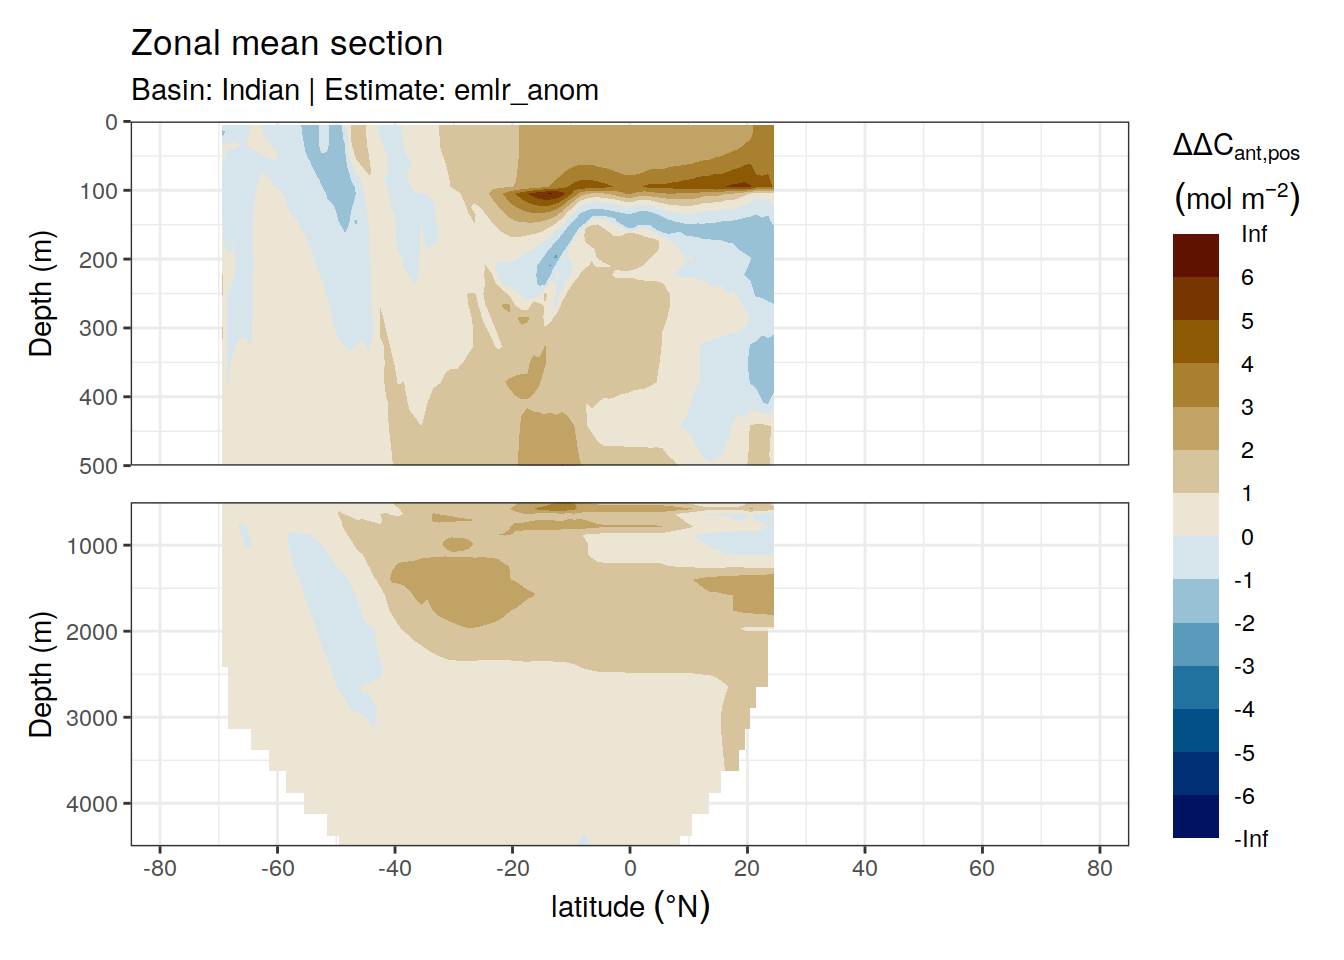 Zonal mean section
Basin: Indian | Estimate: emlr_anom
0
100
200
300
400
500
Depth (m)
1000
2000
3000
4000
Depth (m)
-80 -60 -40 -20 0 20 40 60 80
latitude (°N)
ΔΔCant,pos
(mol m−2)
Inf
6
5
4
3
2
1
0
-1
-2
-3
-4
-5
-6
-Inf